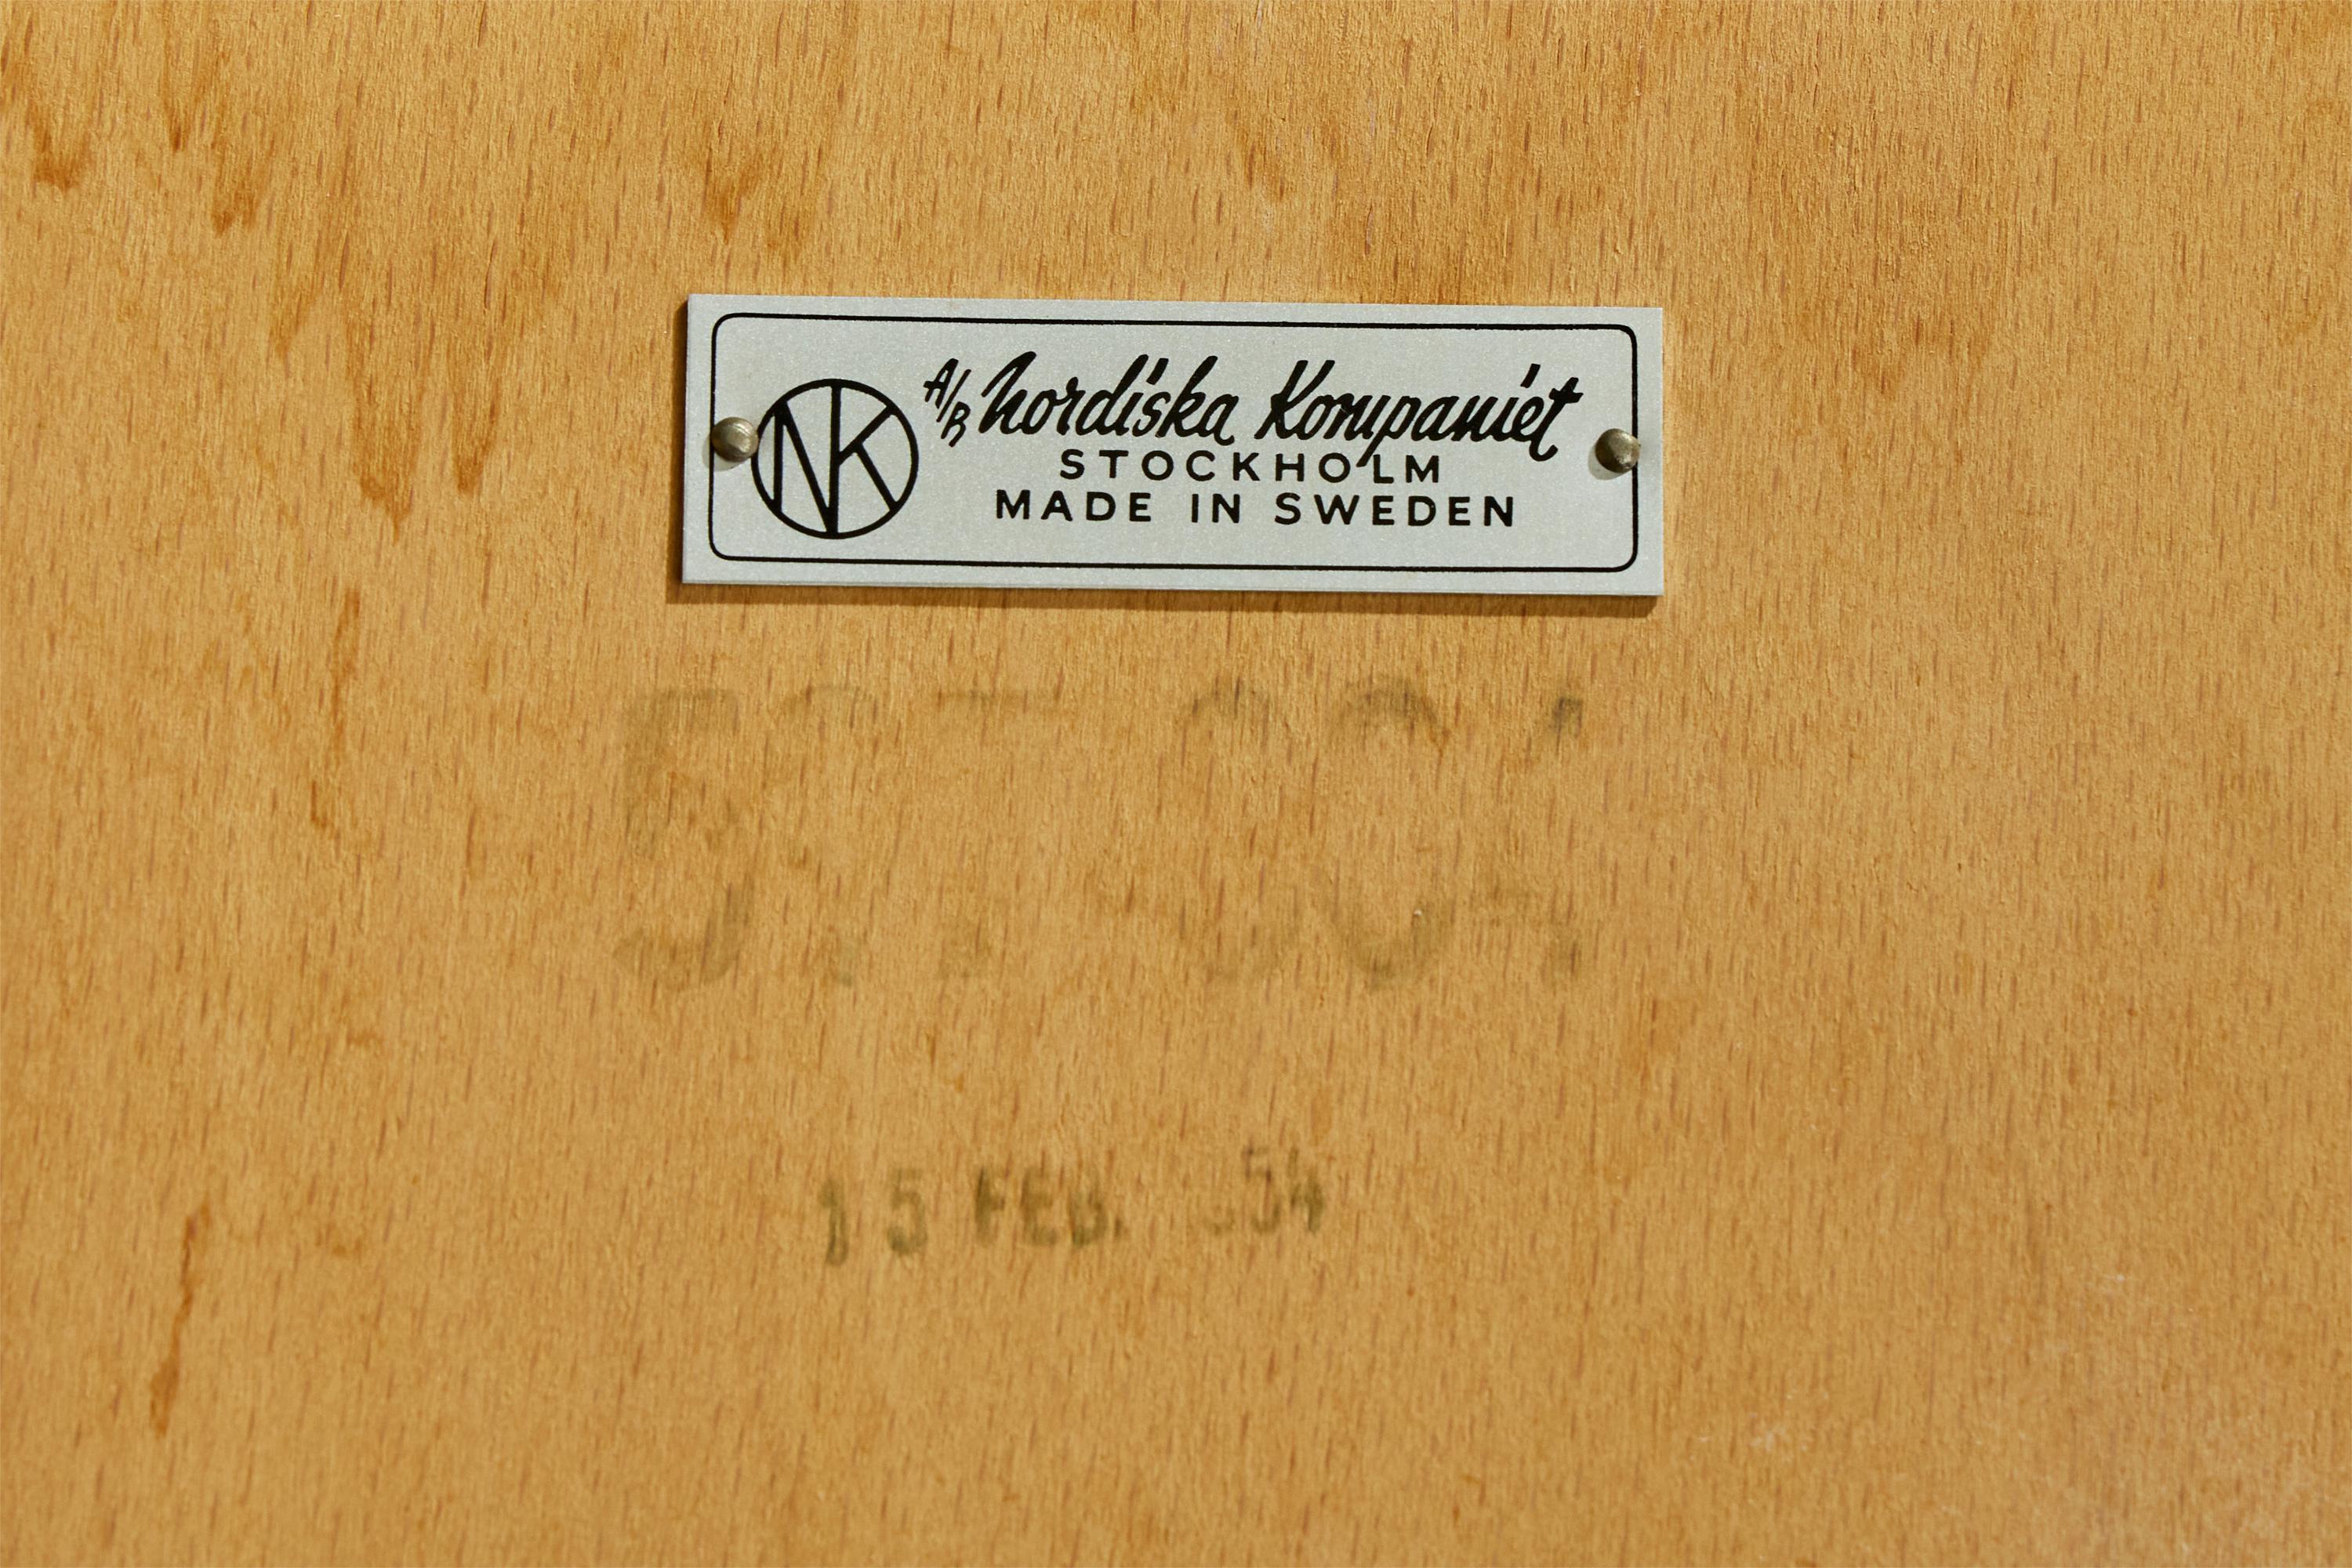 NK
A/B Nordiska Kompaniet
STOCKHOLM
MADE IN SWEDEN
15 FEB. 54